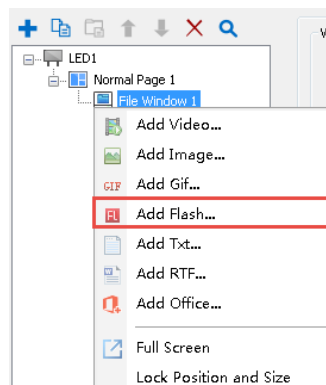 LED1
Normal Page 1
File Window 1
Add Video...
Add Image...
GIF Add Gif...
FL Add Flash...
Add Txt...
Add RTF...
Add Office...
Full Screen
Lock Position and Size